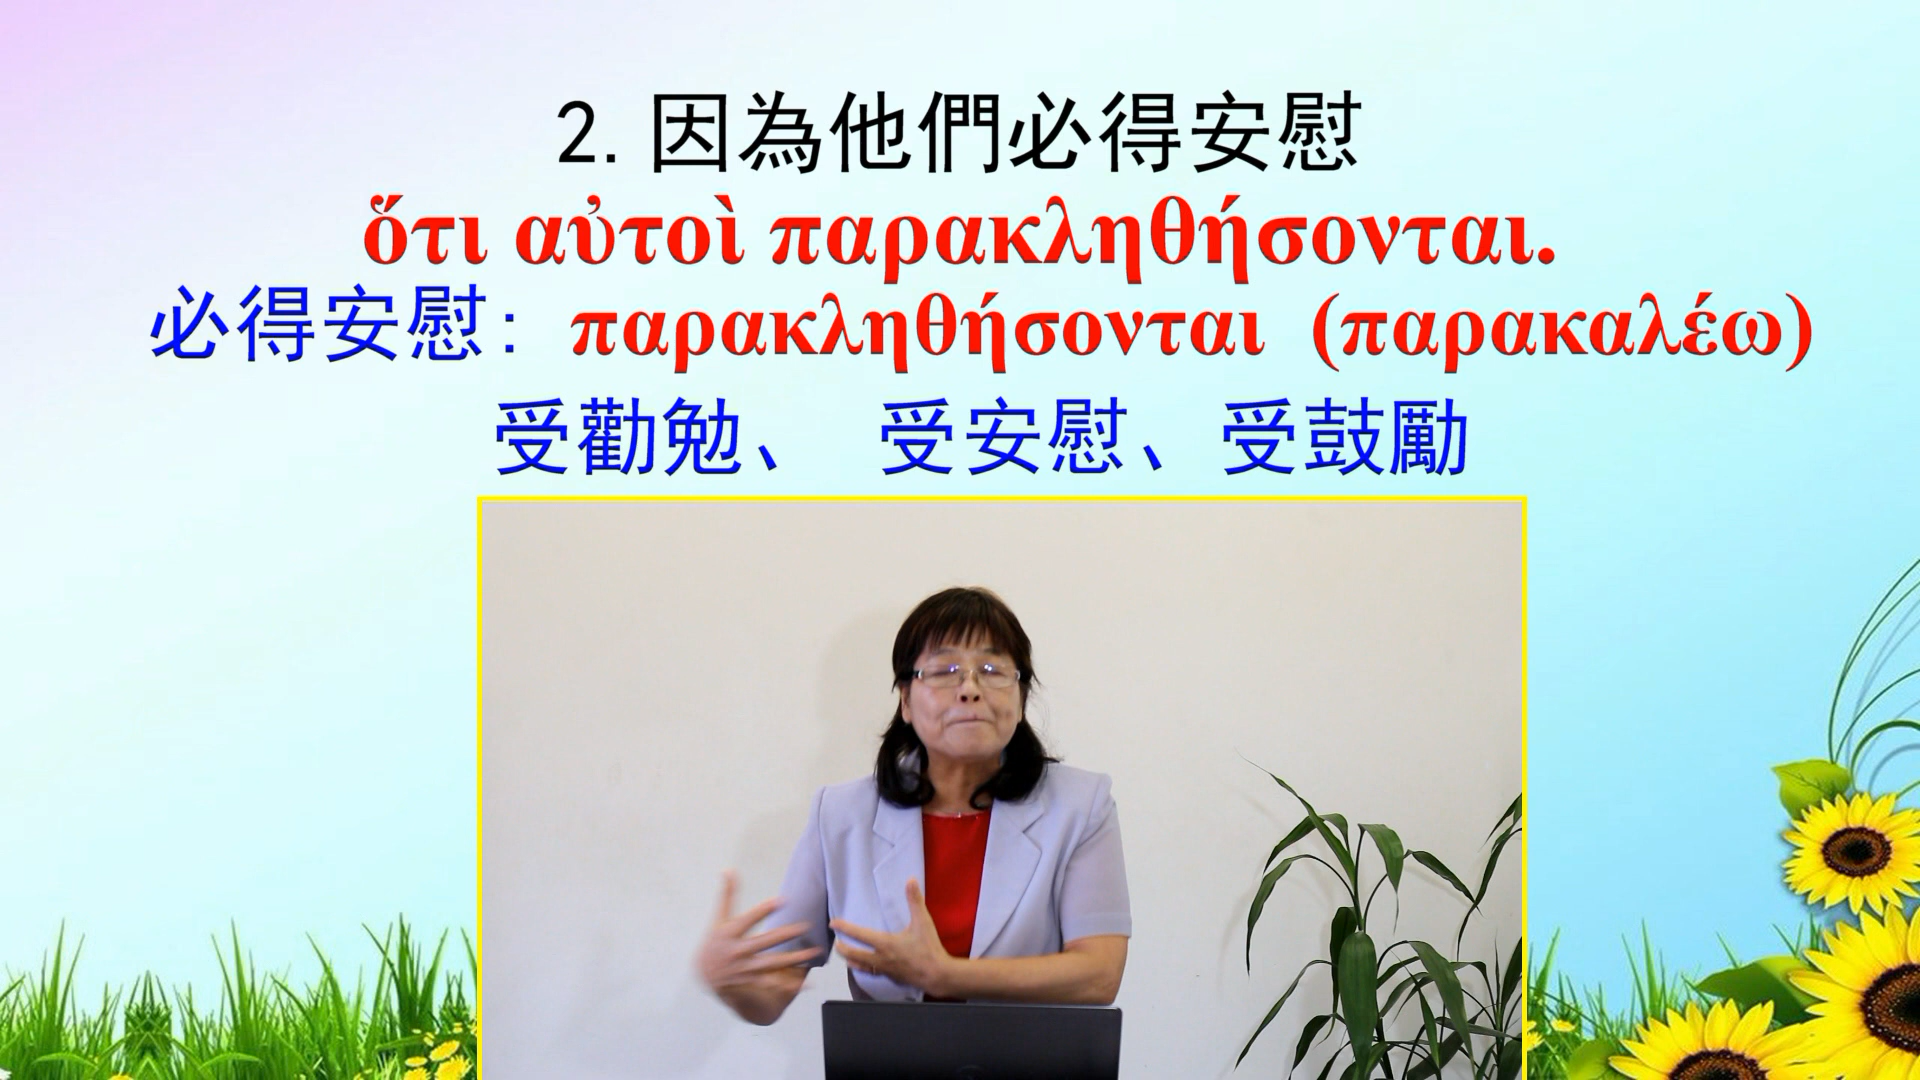 2.因為他們必得安慰
ὅτι αὐτοὶ παρακληθήσονται.
必得安慰: παρακληθήσονται (παρακαλέω)
受勸勉、 受安慰、受鼓勵